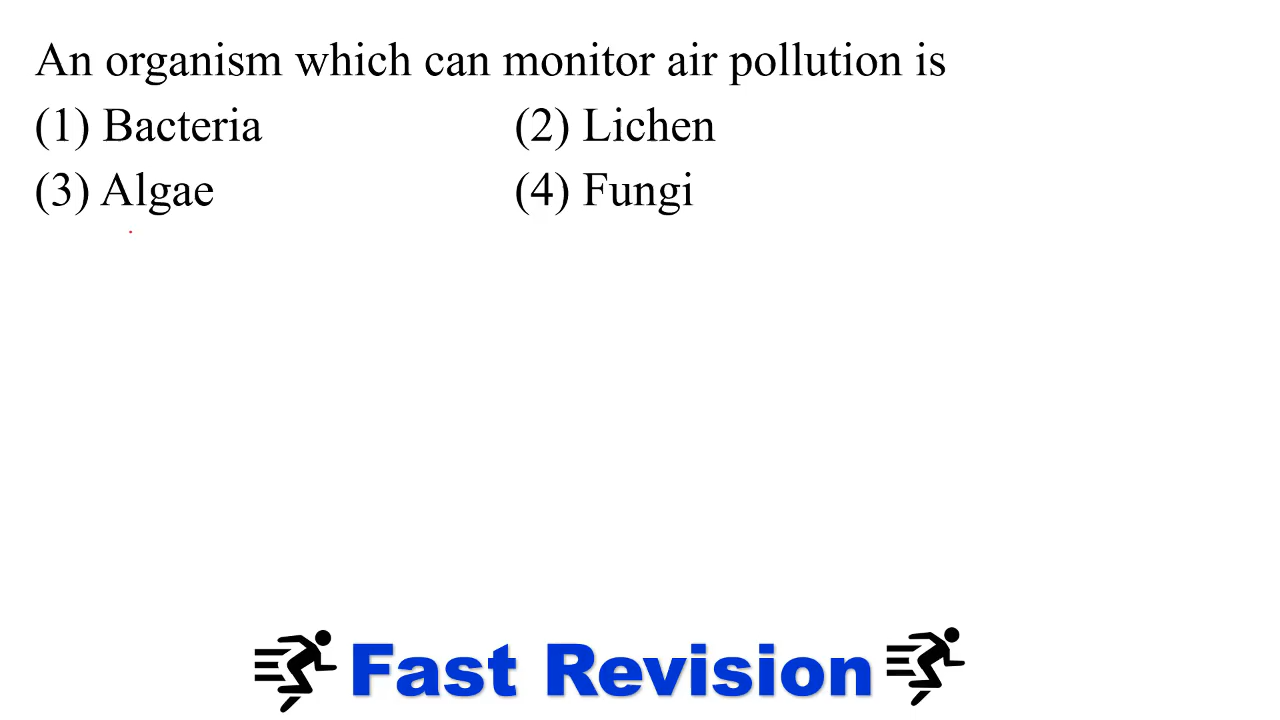 An organism which can monitor air pollution is
(1) Bacteria (2) Lichen
(3) Algae (4) Fungi
Fast Revision